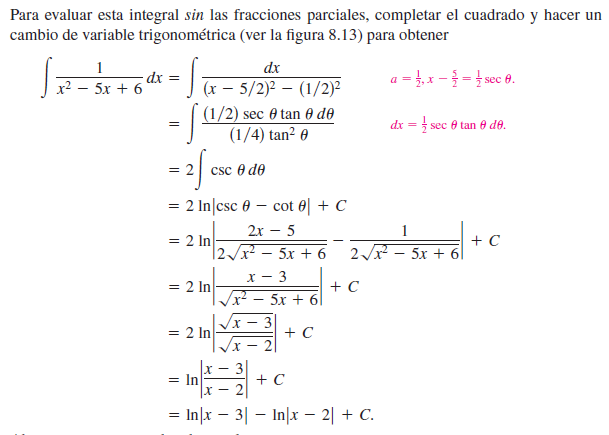 Para evaluar esta integral sin las fracciones parciales, completar el cuadrado y hacer un
cambio de variable trigonométrica (ver la figura 8.13) para obtener
∫ 1/(x² − 5x + 6) dx = ∫ dx/((x − 5/2)² − (1/2)²)    a = 1/2, x − 5/2 = 1/2 sec θ.
= ∫ (1/2) sec θ tan θ dθ/((1/4) tan² θ)    dx = 1/2 sec θ tan θ dθ.
= 2 ∫ csc θ dθ
= 2 ln|csc θ − cot θ| + C
= 2 ln|(2x − 5)/(2√(x² − 5x + 6)) − 1/(2√(x² − 5x + 6))| + C
= 2 ln|(x − 3)/√(x² − 5x + 6)| + C
= 2 ln|√(x − 3)/√(x − 2)| + C
= ln|(x − 3)/(x − 2)| + C
= ln|x − 3| − ln|x − 2| + C.